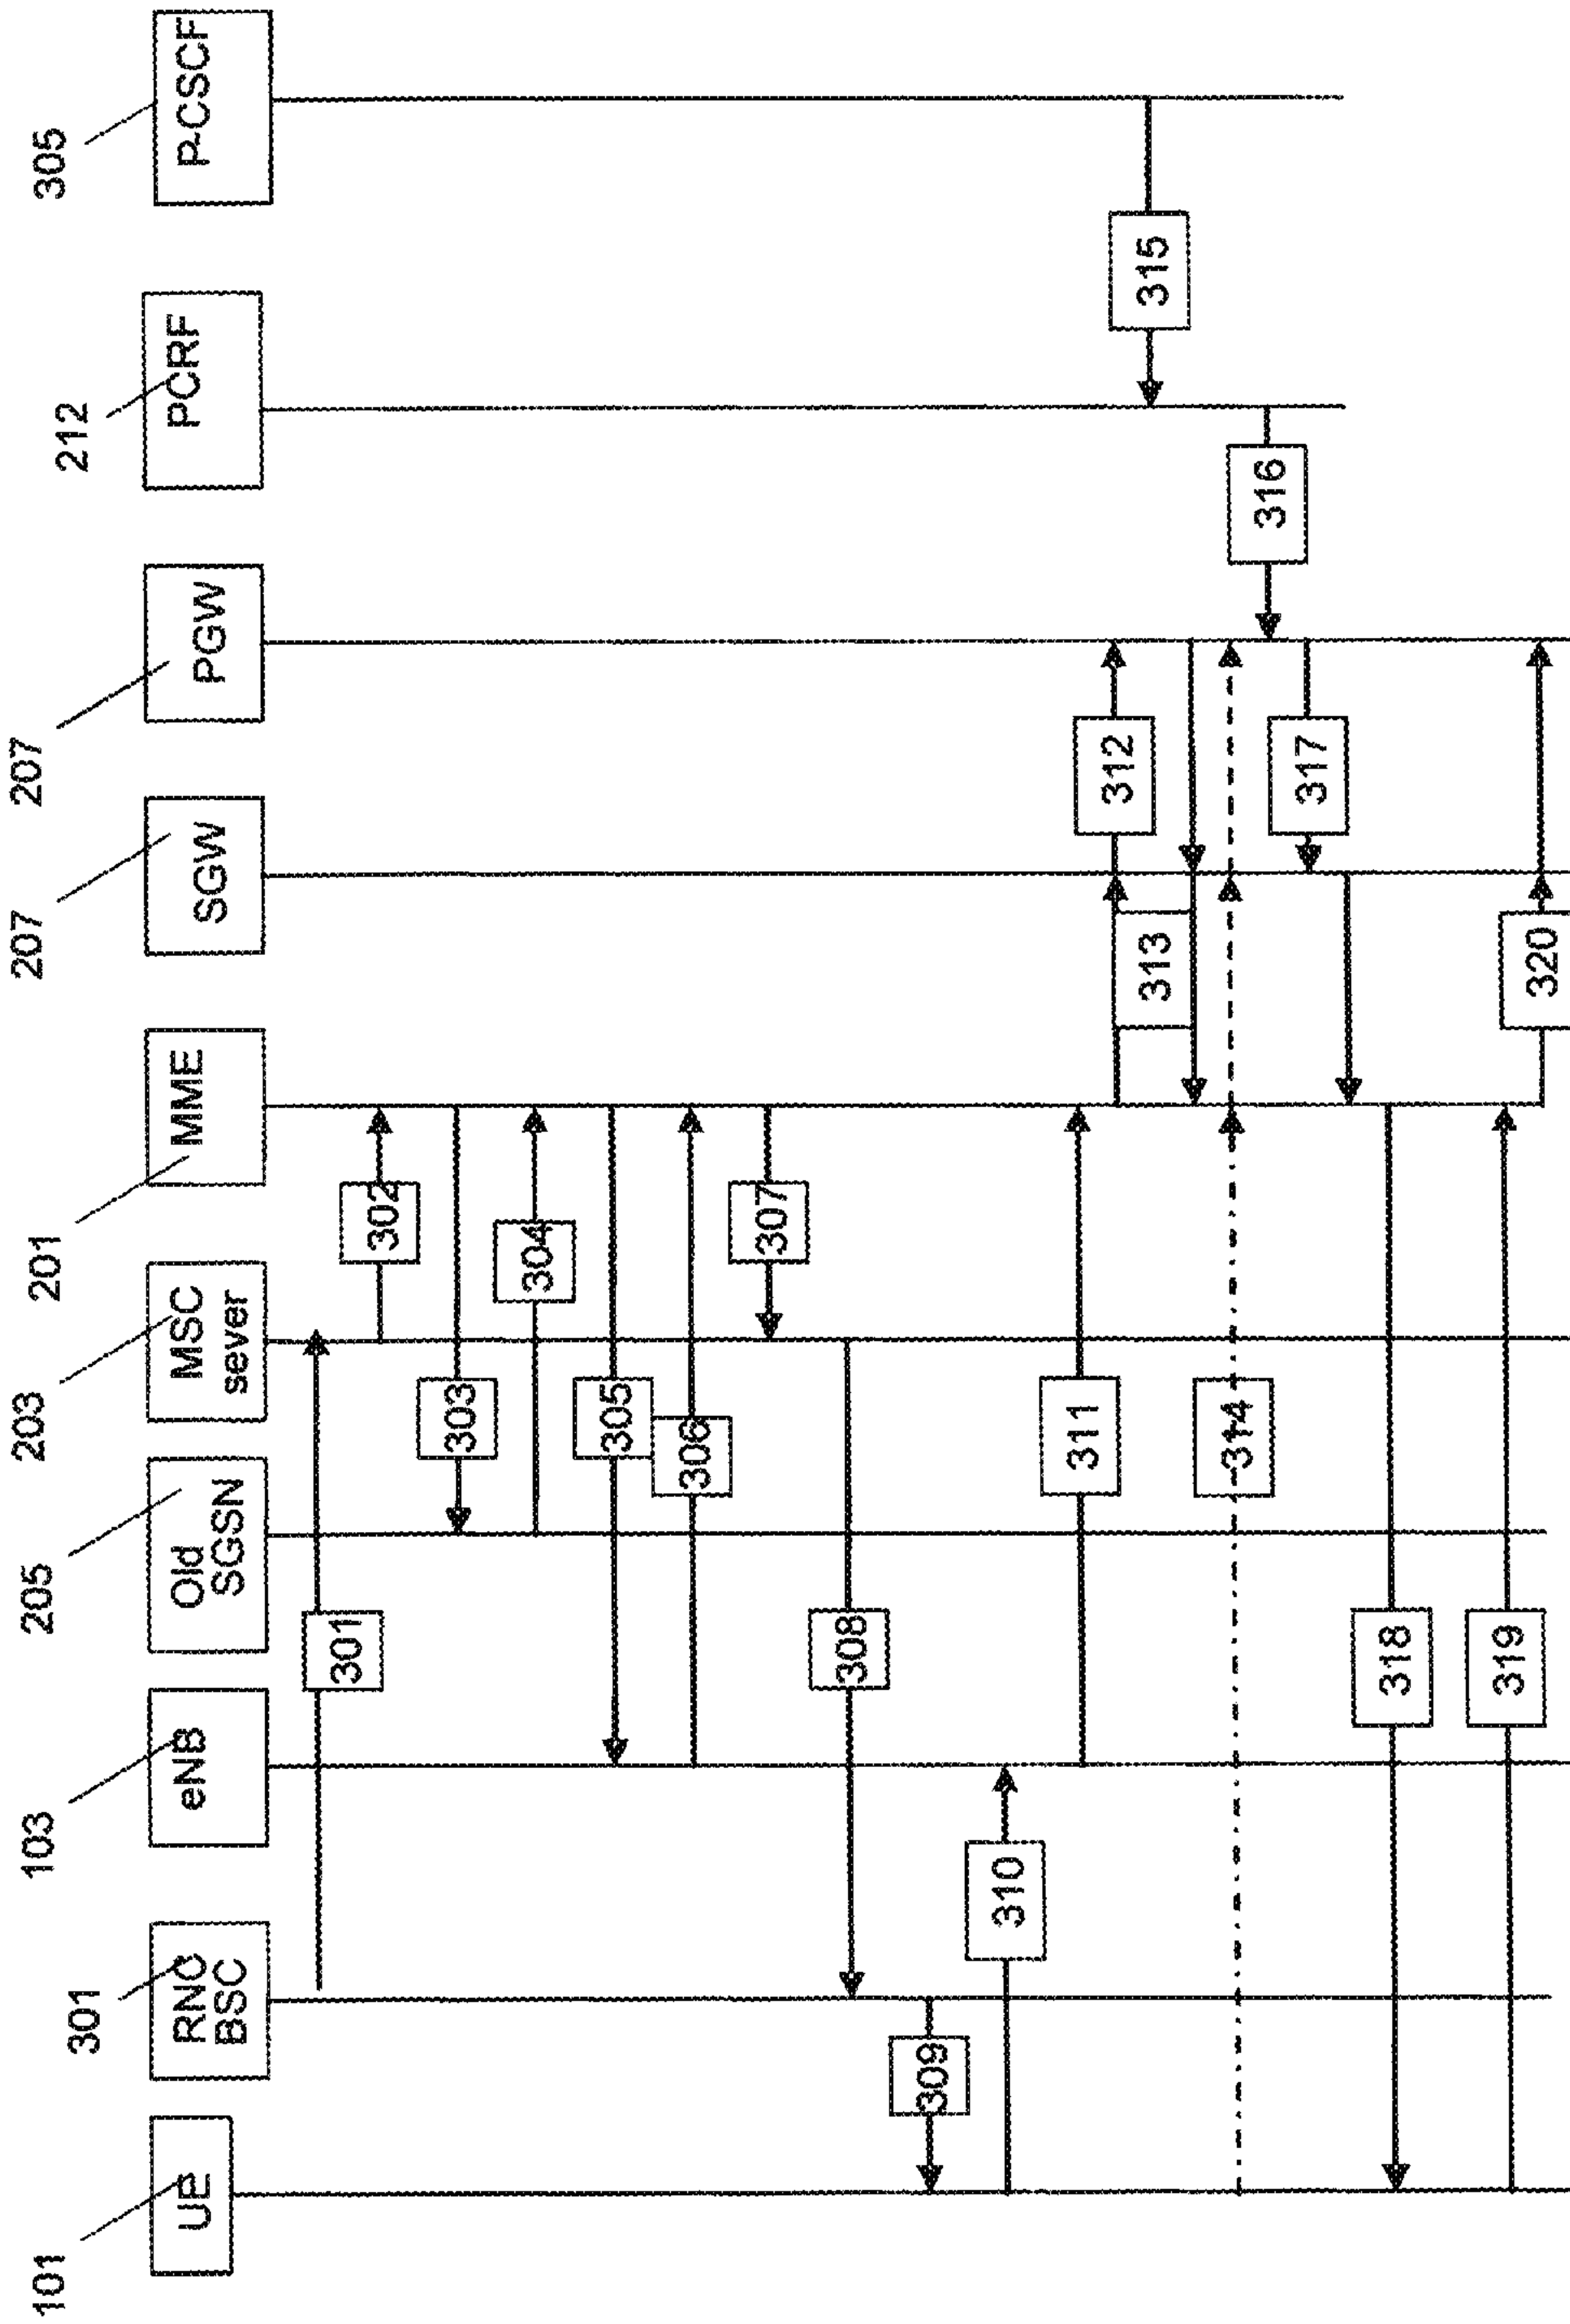 101
301
103
205
203
201
207
207
212
305
UE
RNC
BSC
eNB
Old
SGSN
MSC
sever
MME
SGW
PGW
PCRF
P-CSCF
301
302
303
304
305
306
307
308
309
310
311
312
313
314
315
316
317
318
319
320